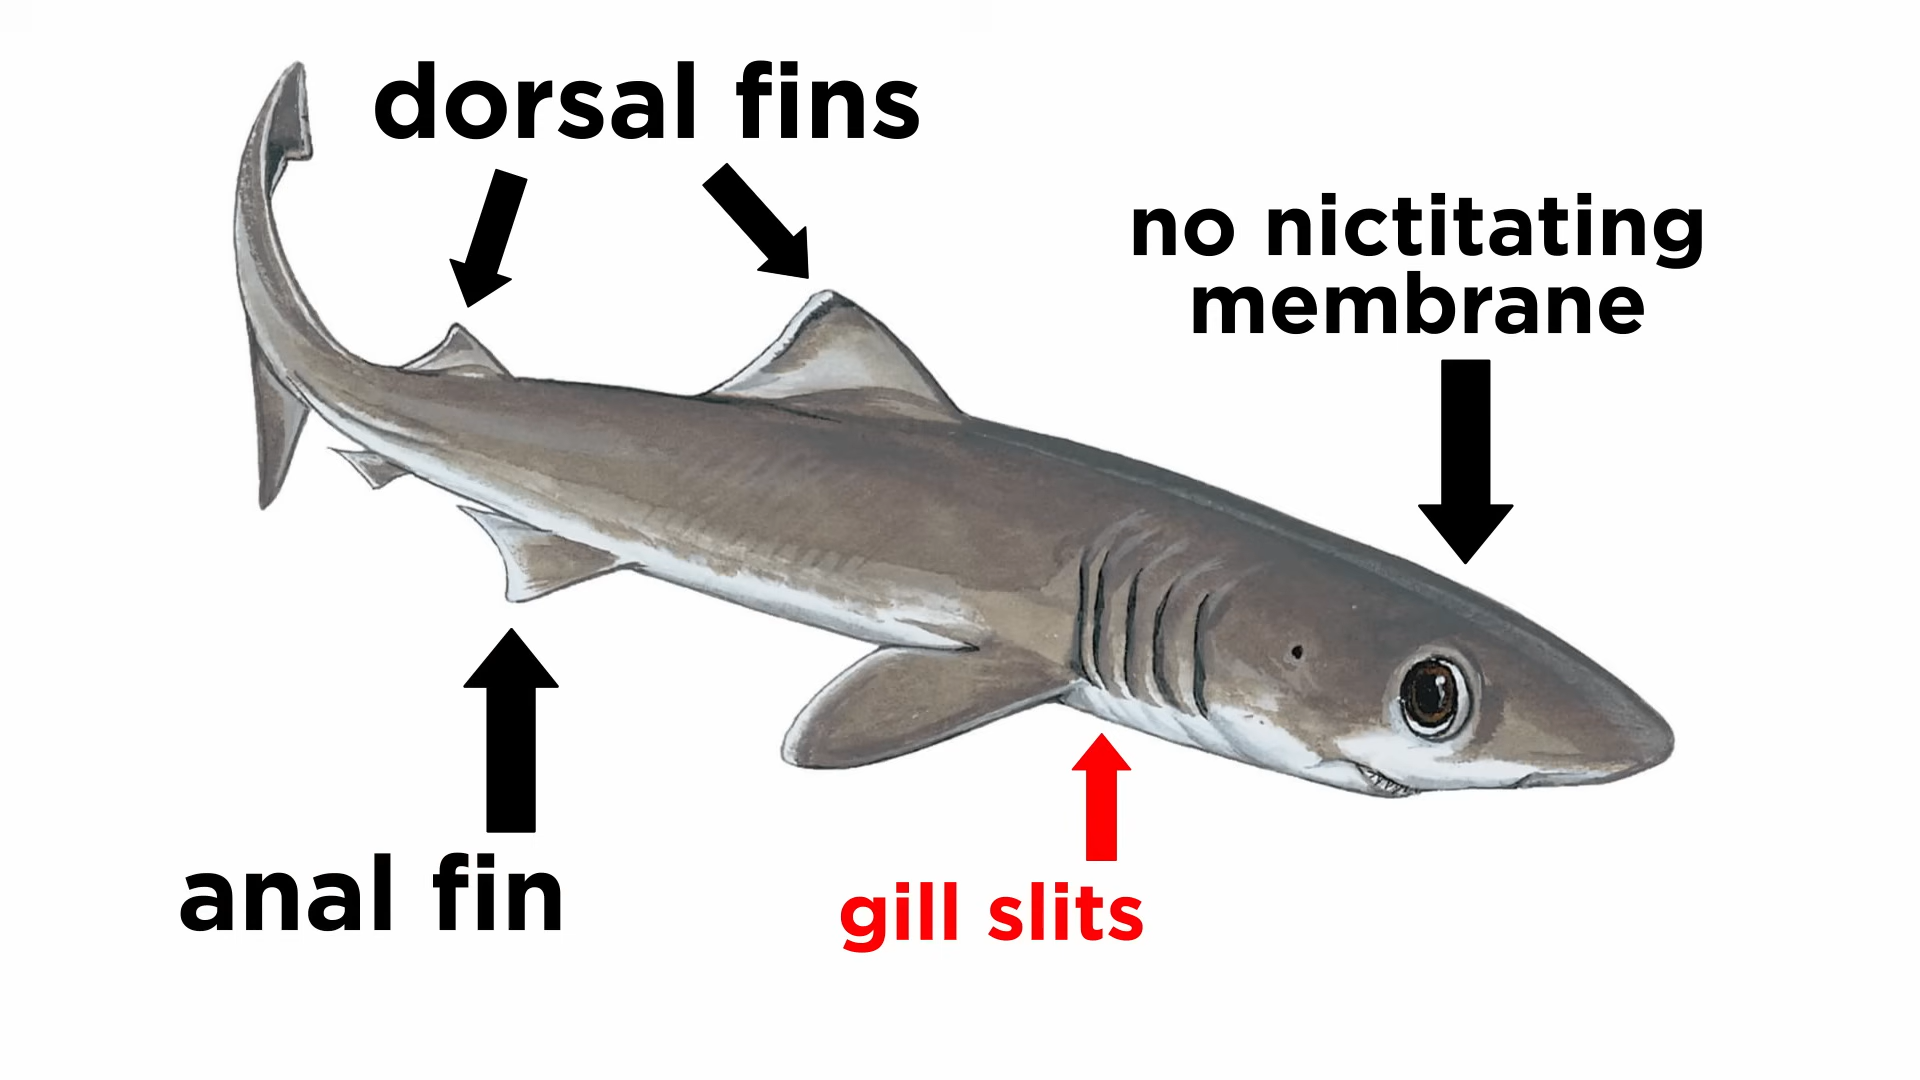 dorsal fins
no nictitating
membrane
anal fin
gill slits